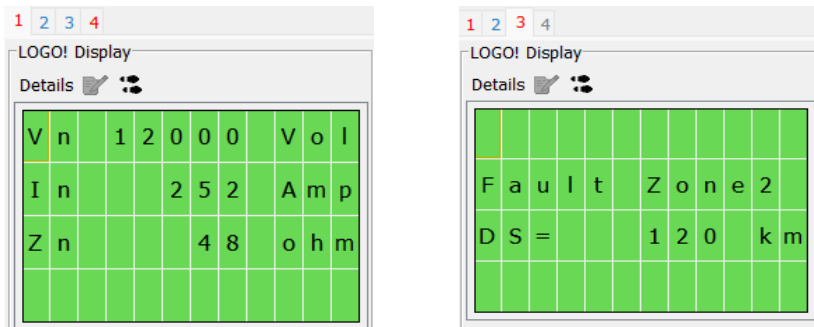 1 2 3 4
LOGO! Display
Details
Vn 12000 Vol
In 252 Amp
Zn 48 ohm
1 2 3 4
LOGO! Display
Details
Fault Zone2
DS= 120 km